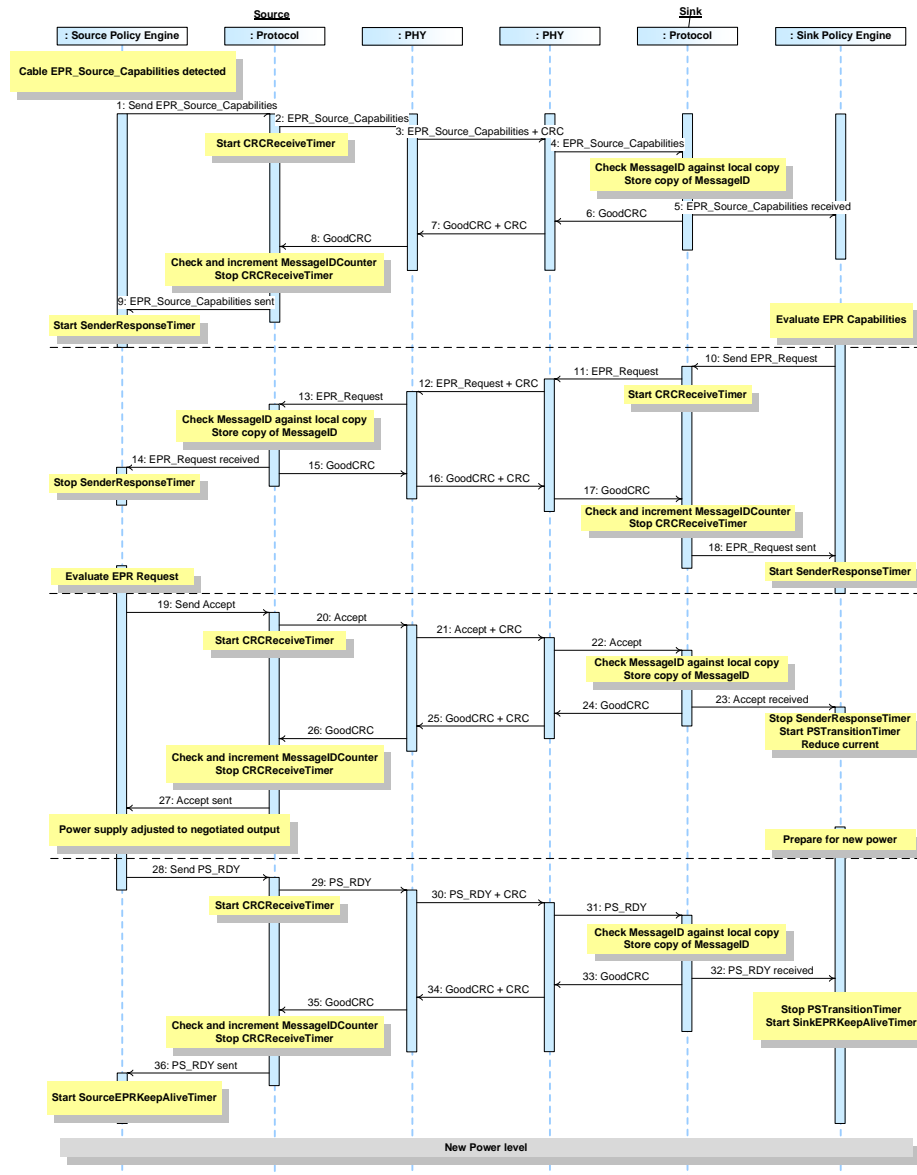 Source
Sink
: Source Policy Engine
: Protocol
: PHY
: PHY
: Protocol
: Sink Policy Engine
Cable EPR_Source_Capabilities detected
1: Send EPR_Source_Capabilities
2: EPR_Source_Capabilities
3: EPR_Source_Capabilities + CRC
Start CRCReceiveTimer
4: EPR_Source_Capabilities
Check MessageID against local copy
Store copy of MessageID
5: EPR_Source_Capabilities received
6: GoodCRC
7: GoodCRC + CRC
8: GoodCRC
Check and increment MessageIDCounter
Stop CRCReceiveTimer
9: EPR_Source_Capabilities sent
Start SenderResponseTimer
Evaluate EPR Capabilities
10: Send EPR_Request
11: EPR_Request
12: EPR_Request + CRC
Start CRCReceiveTimer
13: EPR_Request
Check MessageID against local copy
Store copy of MessageID
14: EPR_Request received
15: GoodCRC
Stop SenderResponseTimer
16: GoodCRC + CRC
17: GoodCRC
Check and increment MessageIDCounter
Stop CRCReceiveTimer
18: EPR_Request sent
Start SenderResponseTimer
Evaluate EPR Request
19: Send Accept
20: Accept
Start CRCReceiveTimer
21: Accept + CRC
22: Accept
Check MessageID against local copy
Store copy of MessageID
23: Accept received
24: GoodCRC
25: GoodCRC + CRC
26: GoodCRC
Stop SenderResponseTimer
Start PSTransitionTimer
Reduce current
Check and increment MessageIDCounter
Stop CRCReceiveTimer
27: Accept sent
Power supply adjusted to negotiated output
Prepare for new power
28: Send PS_RDY
29: PS_RDY
Start CRCReceiveTimer
30: PS_RDY + CRC
31: PS_RDY
Check MessageID against local copy
Store copy of MessageID
32: PS_RDY received
33: GoodCRC
34: GoodCRC + CRC
35: GoodCRC
Stop PSTransitionTimer
Start SinkEPRKeepAliveTimer
Check and increment MessageIDCounter
Stop CRCReceiveTimer
36: PS_RDY sent
Start SourceEPRKeepAliveTimer
New Power level